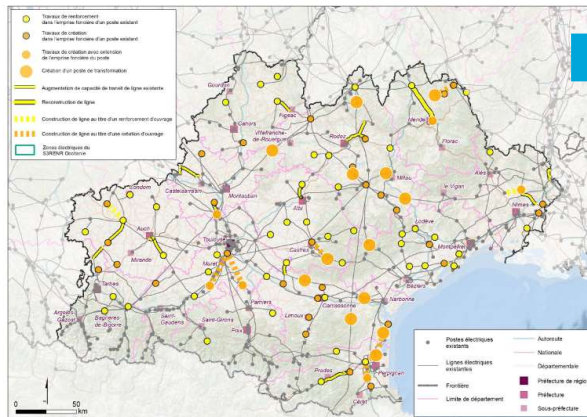 Travaux de renforcement
dans l'emprise foncière d'un poste existant
Travaux de création
dans l'emprise foncière d'un poste existant
Travaux de création avec extension
de l'emprise foncière du poste
Création d'un poste de transformation
Augmentation de capacité de transit de ligne existante
Reconstruction de ligne
Construction de ligne au titre d'un renforcement d'ouvrage
Construction de ligne au titre d'une création d'ouvrage
Zones électriques du
S3REnR Occitanie
Gourdon
Figeac
Cahors
Villefranche-
de-Rouergue
Rodez
Mende
Florac
Alès
le Vigan
Nîmes
Condom
Castelsarrasin
Montauban
Albi
Millau
Lodève
Montpellier
Auch
Mirande
Toulouse
Castres
Béziers
Muret
Tarbes
Carcassonne
Narbonne
Pamiers
Limoux
Argelès-
Gazost
Bagnères-
de-Bigorre
Saint-
Gaudens
Saint-Girons
Foix
Prades
Perpignan
Céret
0
50
km
Postes électriques
existants
Lignes électriques
existantes
Frontière
Limite de département
Autoroute
Nationale
Départementale
Préfecture de région
Préfecture
Sous-préfecture